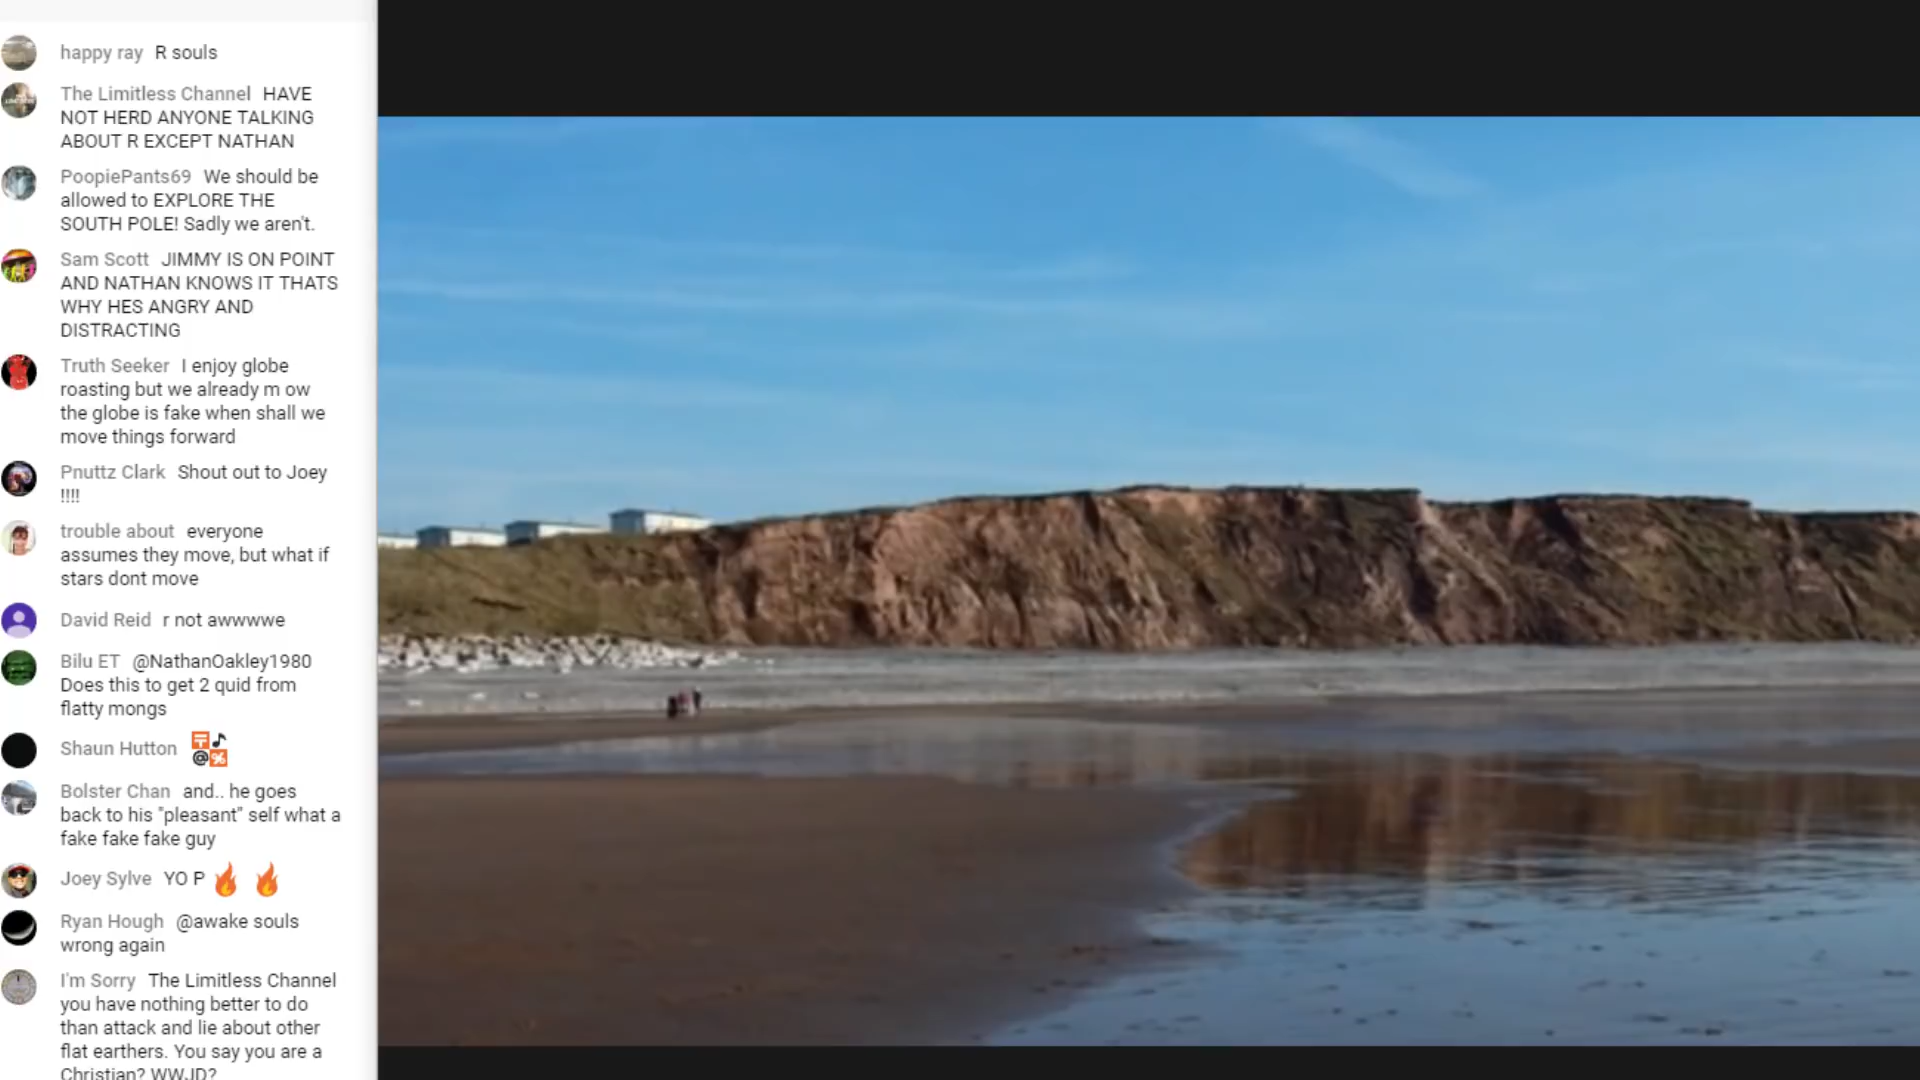 happy ray R souls
The Limitless Channel HAVE
NOT HERD ANYONE TALKING
ABOUT R EXCEPT NATHAN
PoopiePants69 We should be
allowed to EXPLORE THE
SOUTH POLE! Sadly we aren't.
Sam Scott JIMMY IS ON POINT
AND NATHAN KNOWS IT THATS
WHY HES ANGRY AND
DISTRACTING
Truth Seeker I enjoy globe
roasting but we already m ow
the globe is fake when shall we
move things forward
Pnuttz Clark Shout out to Joey
!!!!
trouble about everyone
assumes they move, but what if
stars dont move
David Reid r not awwwwe
Bilu ET @NathanOakley1980
Does this to get 2 quid from
flatty mongs
Shaun Hutton
Bolster Chan and.. he goes
back to his "pleasant" self what a
fake fake fake guy
Joey Sylve YO P 🔥 🔥
Ryan Hough @awake souls
wrong again
I'm Sorry The Limitless Channel
you have nothing better to do
than attack and lie about other
flat earthers. You say you are a
Christian? WWJD?